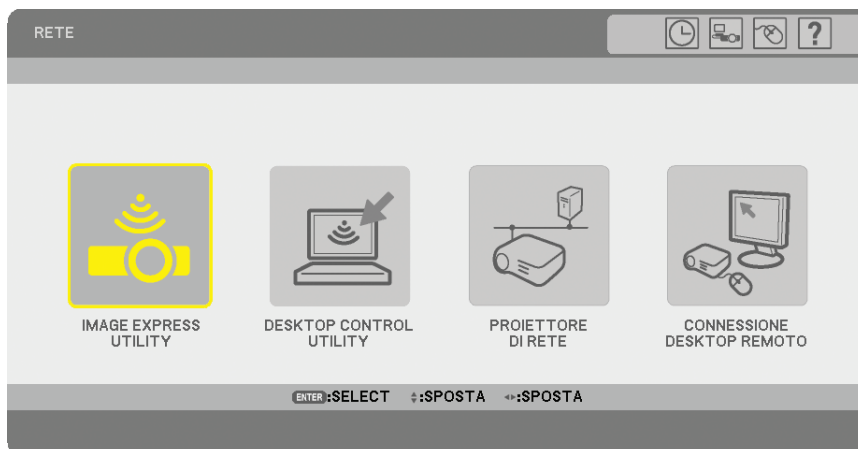 RETE
?
IMAGE EXPRESS
UTILITY
DESKTOP CONTROL
UTILITY
PROIETTORE
DI RETE
CONNESSIONE
DESKTOP REMOTO
ENTER:SELECT :SPOSTA :SPOSTA